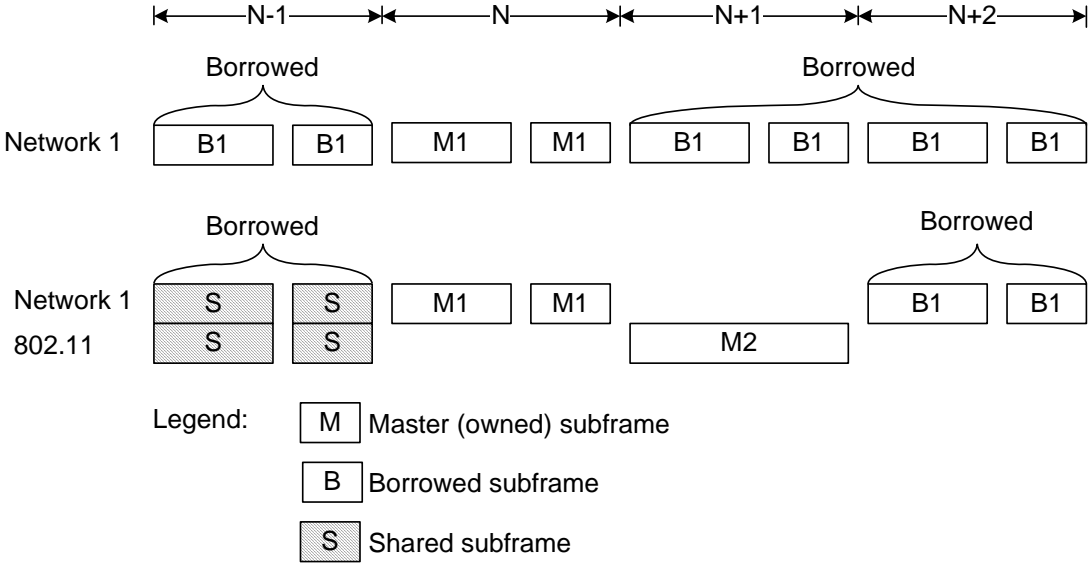 N-1 N N+1 N+2
Borrowed Borrowed
Network 1 B1 B1 M1 M1 B1 B1 B1 B1
Borrowed Borrowed
Network 1 S S M1 M1 B1 B1
802.11 S S M2
Legend: M Master (owned) subframe
B Borrowed subframe
S Shared subframe